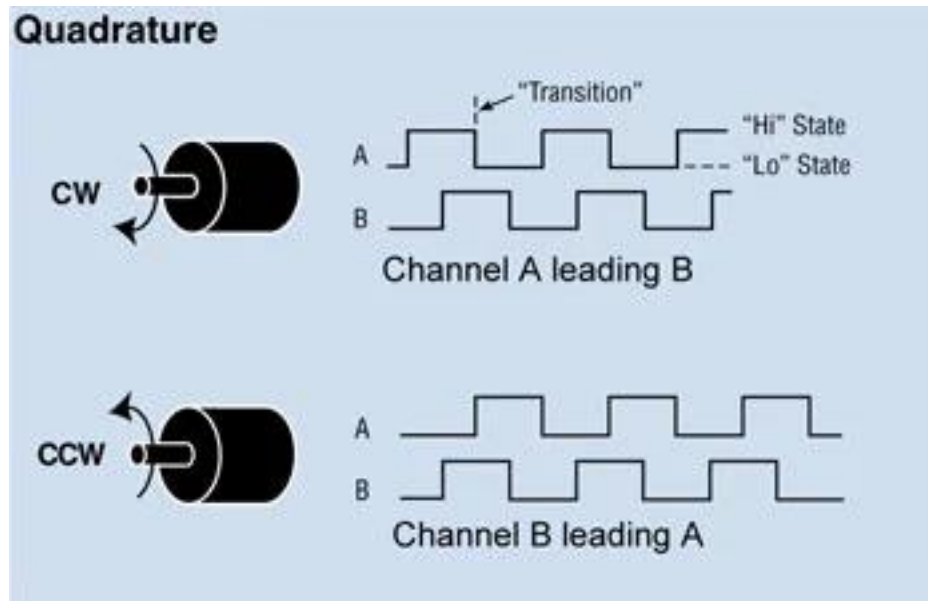 Quadrature
"Transition"
A
"Hi" State
"Lo" State
CW
B
Channel A leading B
A
CCW
B
Channel B leading A